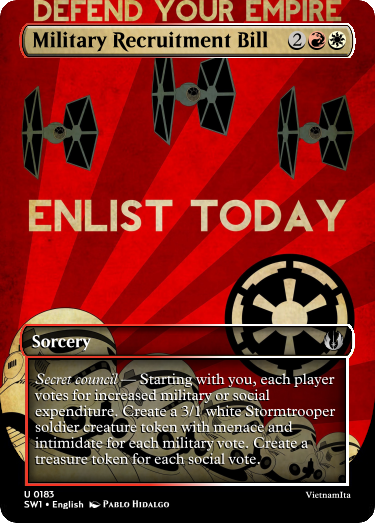 DEFEND YOUR EMPIRE
Military Recruitment Bill 2
ENLIST TODAY
Sorcery
Secret council — Starting with you, each player
votes for increased military or social
expenditure. Create a 3/1 white Stormtrooper
soldier creature token with menace and
intimidate for each military vote. Create a
treasure token for each social vote.
U 0183
SW1 • English Pablo Hidalgo
VietnamIta